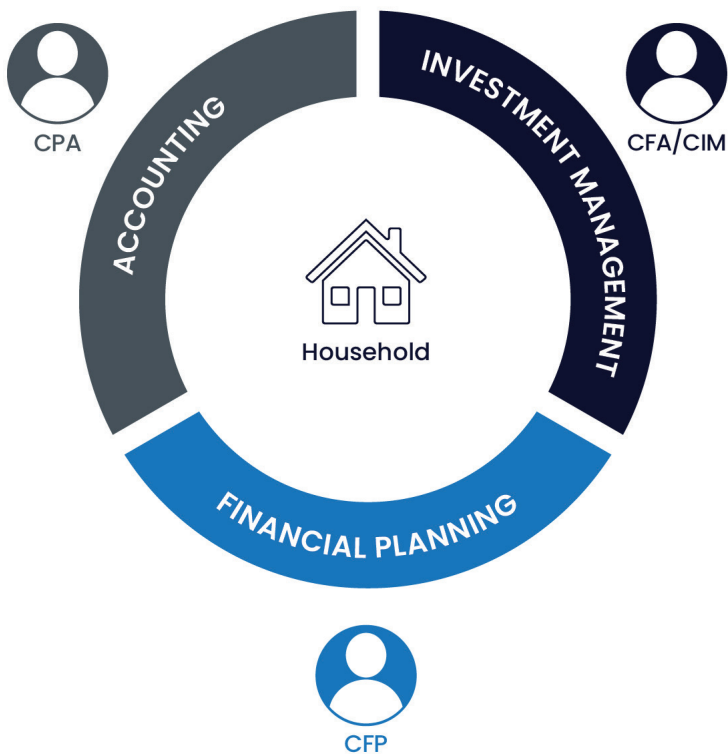 INVESTMENT MANAGEMENT
CFA/CIM
ACCOUNTING
CPA
Household
FINANCIAL PLANNING
CFP